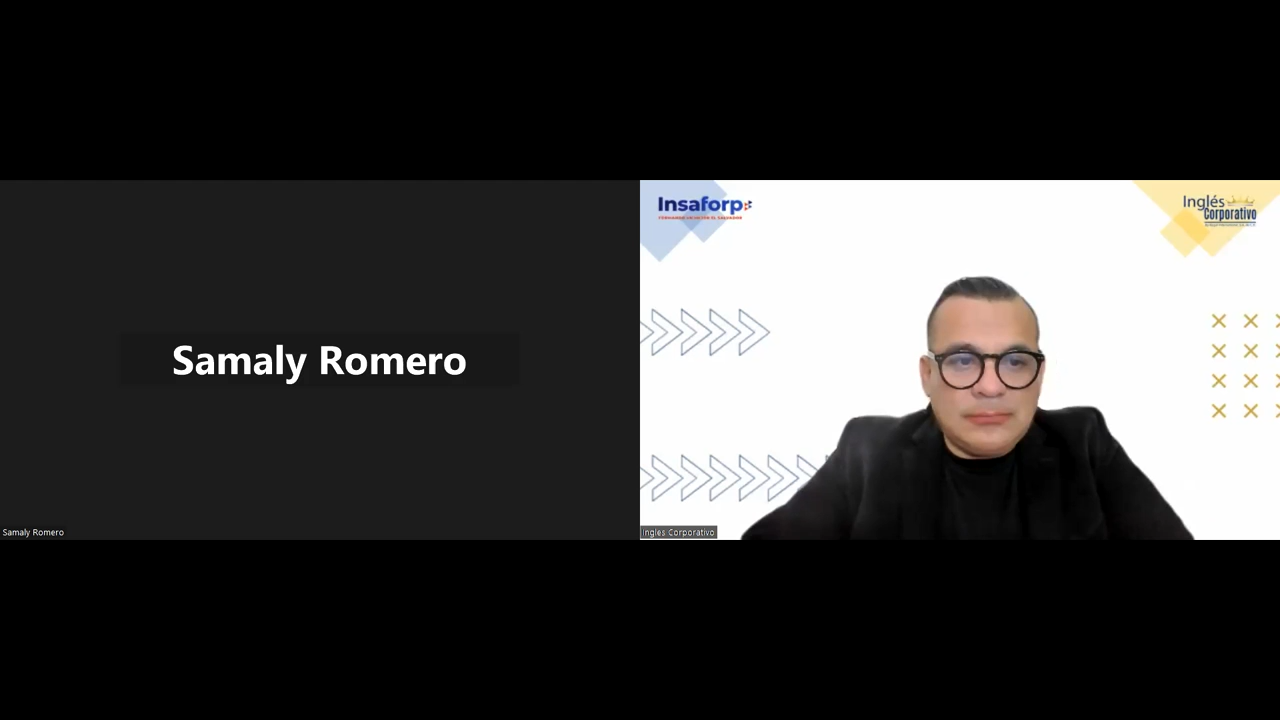 Samaly Romero
Samaly Romero
Insaforp
Inglés
Corporativo
Ingles Corporativo